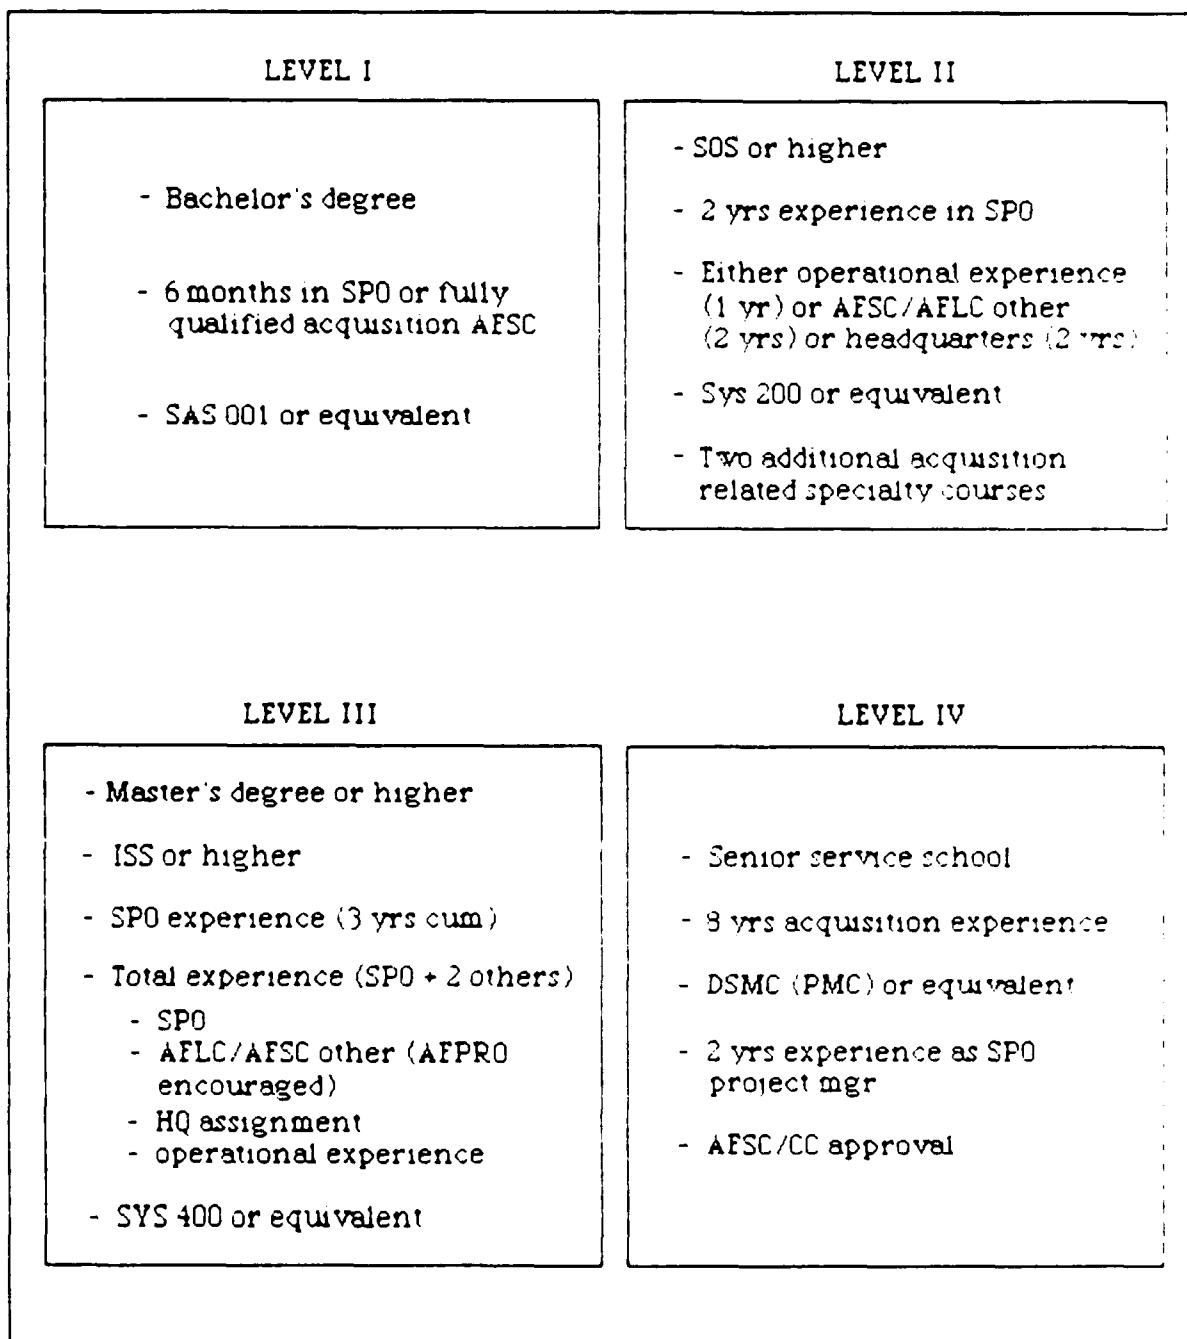 LEVEL I
- Bachelor's degree
- 6 months in SPO or fully
qualified acquisition AFSC
- SAS 001 or equivalent
LEVEL II
- SOS or higher
- 2 yrs experience in SPO
- Either operational experience
(1 yr) or AFSC/AFLC other
(2 yrs) or headquarters (2 yrs)
- Sys 200 or equivalent
- Two additional acquisition
related specialty courses
LEVEL III
- Master's degree or higher
- ISS or higher
- SPO experience (3 yrs cum)
- Total experience (SPO + 2 others)
- SPO
- AFLC/AFSC other (AFPRO
encouraged)
- HQ assignment
- operational experience
- SYS 400 or equivalent
LEVEL IV
- Senior service school
- 8 yrs acquisition experience
- DSMC (PMC) or equivalent
- 2 yrs experience as SPO
project mgr
- AFSC/CC approval